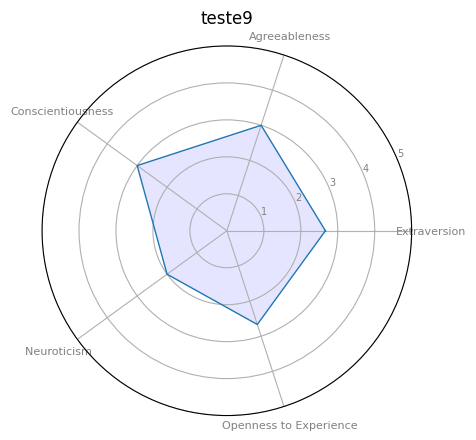 teste9
Agreeableness
Conscientiousness
5
4
3
2
1
Extraversion
Neuroticism
Openness to Experience